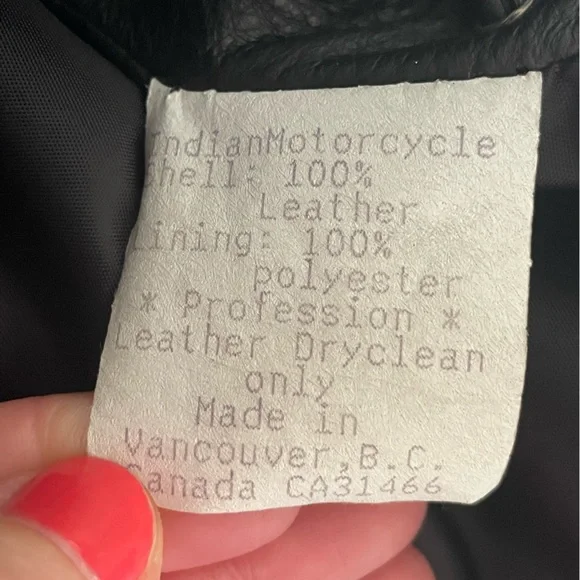 IndianMotorcycle
Shell: 100%
Leather
Lining: 100%
polyester
* Profession *
Leather Dryclean
only
Made in
Vancouver,B.C.
Canada CA31466